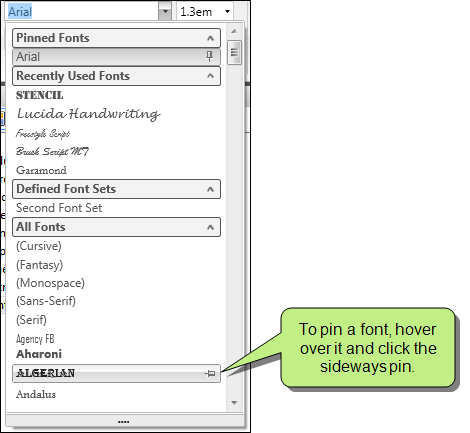 Arial 1.3em
Pinned Fonts
Arial
Recently Used Fonts
STENCIL
Lucida Handwriting
Freestyle Script
Brush Script MT
Garamond
Defined Font Sets
Second Font Set
All Fonts
(Cursive)
(Fantasy)
(Monospace)
(Sans-Serif)
(Serif)
Agency FB
Aharoni
ALGERIAN
Andalus
To pin a font, hover
over it and click the
sideways pin.